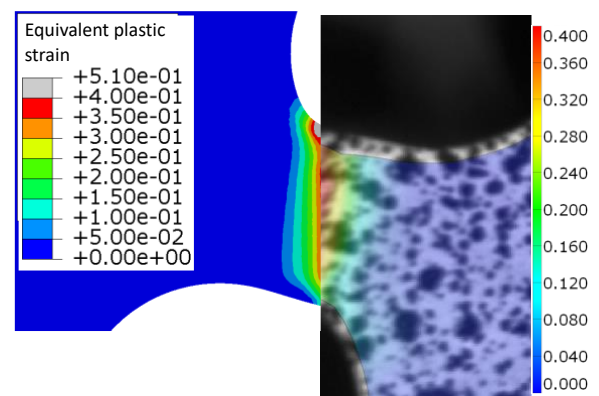 Equivalent plastic
strain
+5.10e-01
+4.00e-01
+3.50e-01
+3.00e-01
+2.50e-01
+2.00e-01
+1.50e-01
+1.00e-01
+5.00e-02
+0.00e+00
0.400
0.360
0.320
0.280
0.240
0.200
0.160
0.120
0.080
0.040
0.000